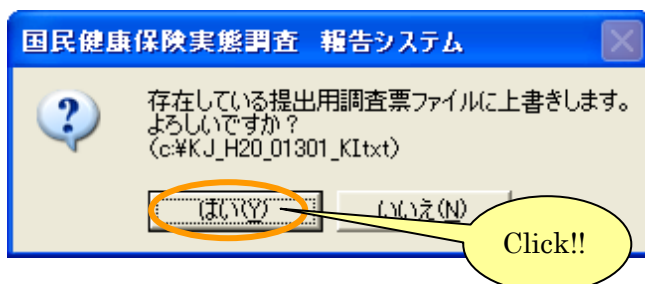 国民健康保険実態調査 報告システム
存在している提出用調査票ファイルに上書きします。
よろしいですか?
(c:¥KJ_H20_01301_KI.txt)
はい(Y)
いいえ(N)
Click!!